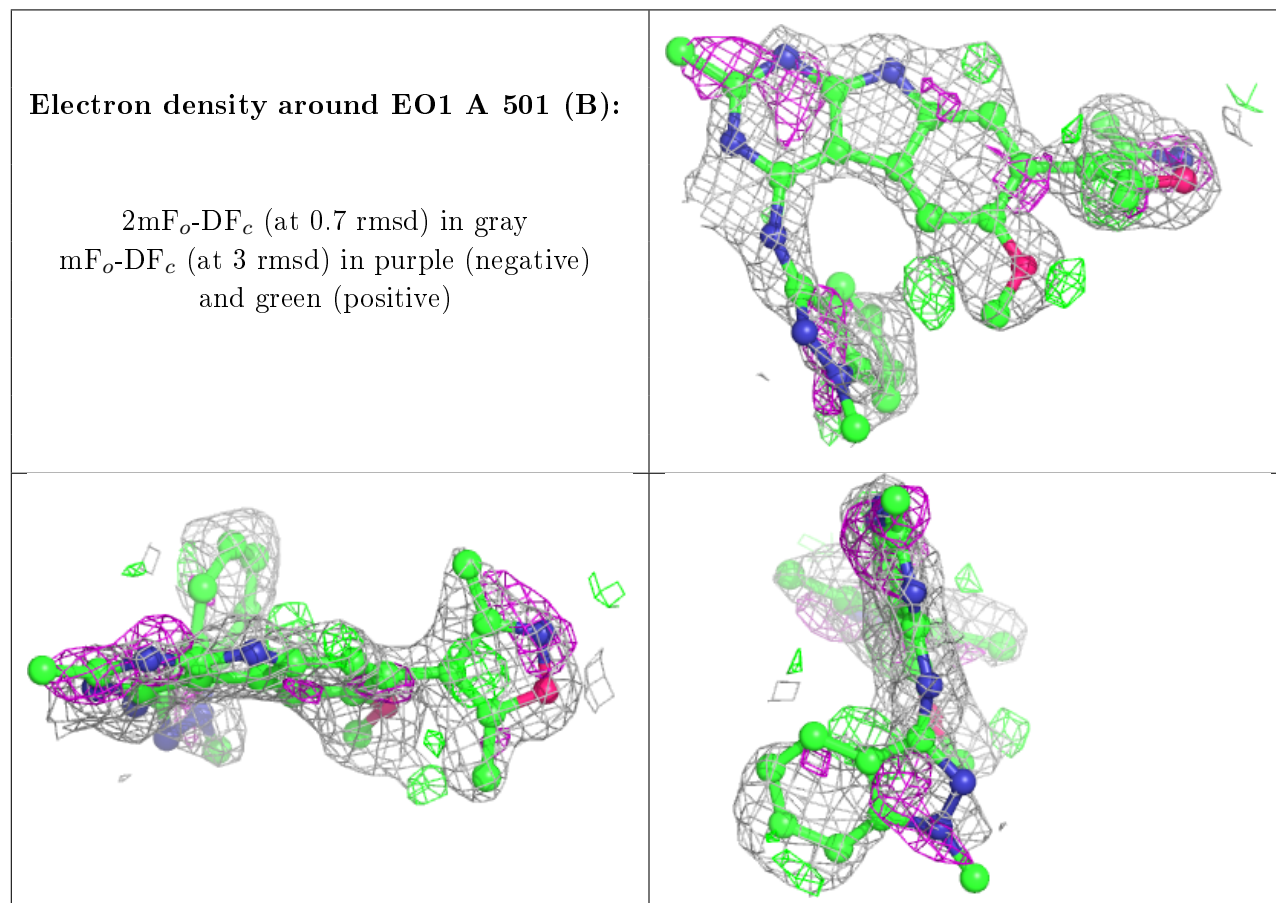 Electron density around EO1 A 501 (B):
2mFo-DFc (at 0.7 rmsd) in gray
mFo-DFc (at 3 rmsd) in purple (negative)
and green (positive)